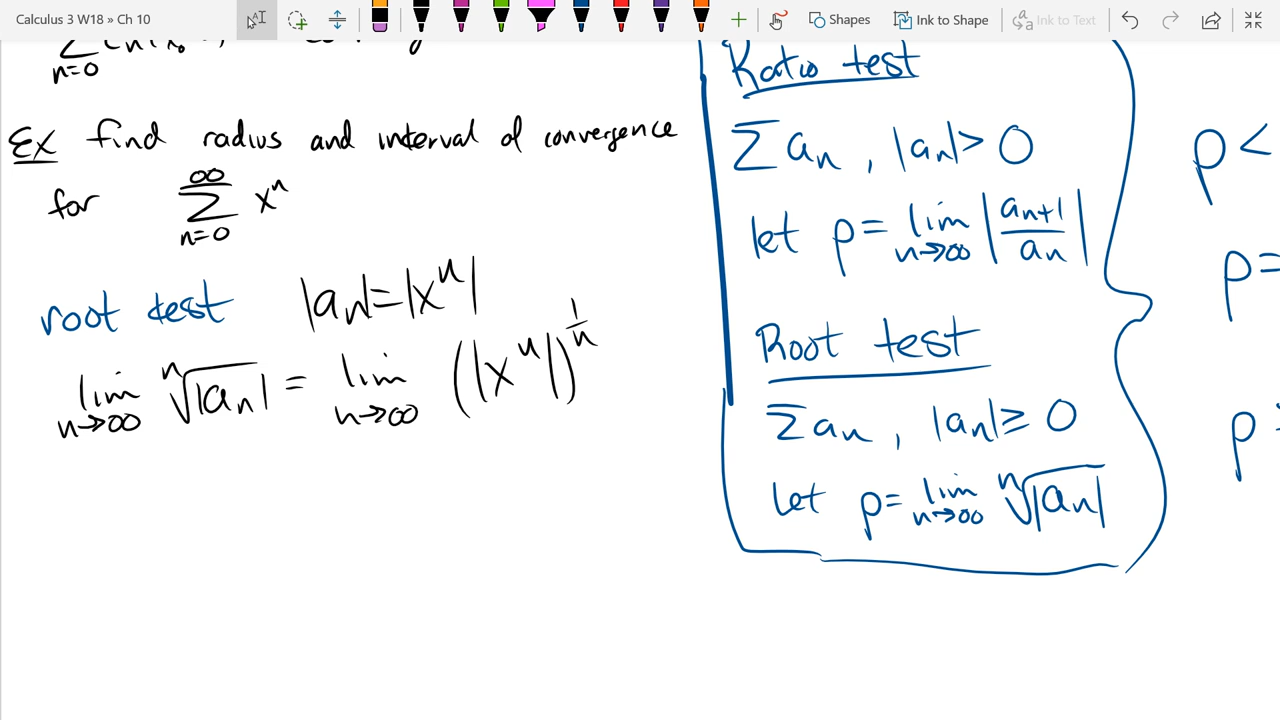 Calculus 3 W18 » Ch 10
Shapes
Ink to Shape
Ink to Text
n=0
Ex find radius and interval of convergence
for ∞∑n=0 xⁿ
root test |aₙ|=|xⁿ|
lim n→∞ ⁿ√|aₙ| = lim n→∞ (|xⁿ|)^(1/n)
Ratio test
∑aₙ , |aₙ|> 0
let ρ= lim n→∞ |aₙ₊₁/aₙ|
Root test
∑aₙ , |aₙ|≥ 0
let ρ= lim n→∞ ⁿ√|aₙ|
ρ <
ρ =
ρ